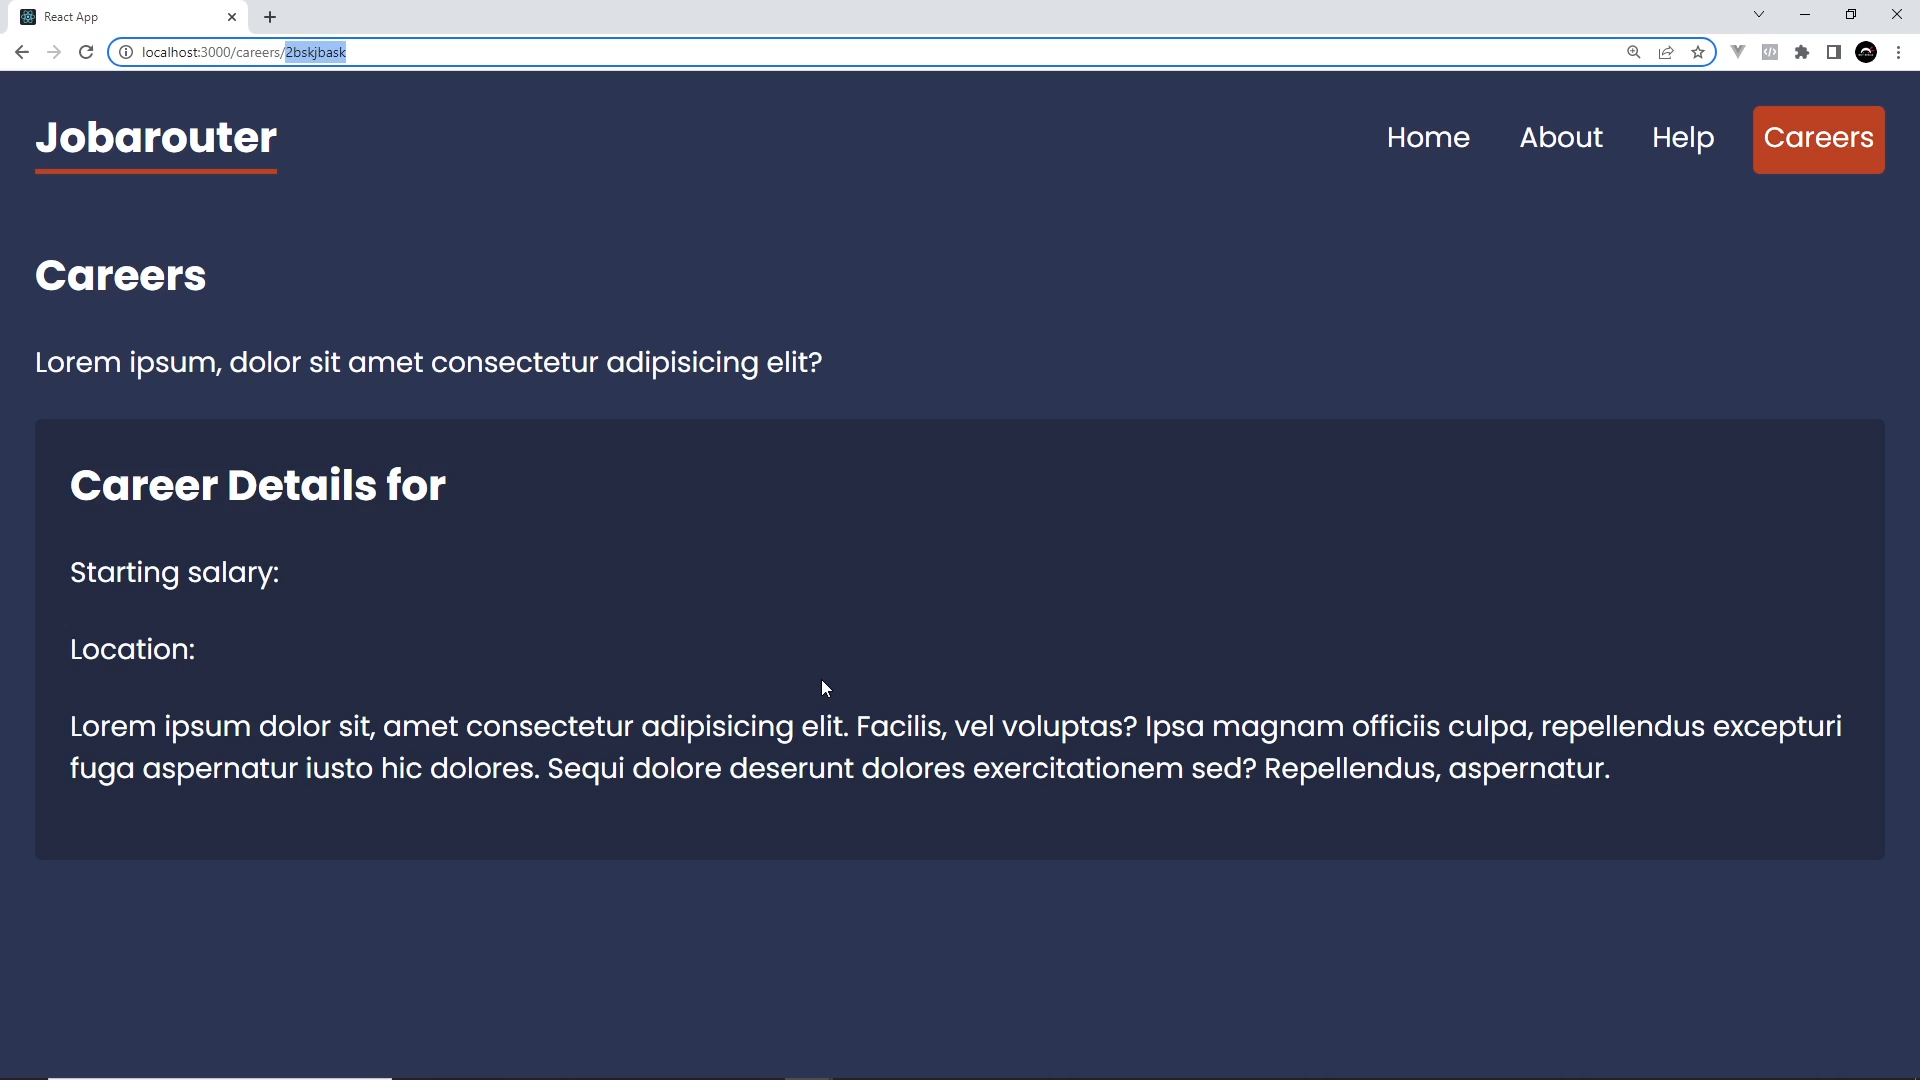 React App
localhost:3000/careers/2bskjbask
Jobarouter
Home
About
Help
Careers
Careers
Lorem ipsum, dolor sit amet consectetur adipisicing elit?
Career Details for
Starting salary:
Location:
Lorem ipsum dolor sit, amet consectetur adipisicing elit. Facilis, vel voluptas? Ipsa magnam officiis culpa, repellendus excepturi
fuga aspernatur iusto hic dolores. Sequi dolore deserunt dolores exercitationem sed? Repellendus, aspernatur.